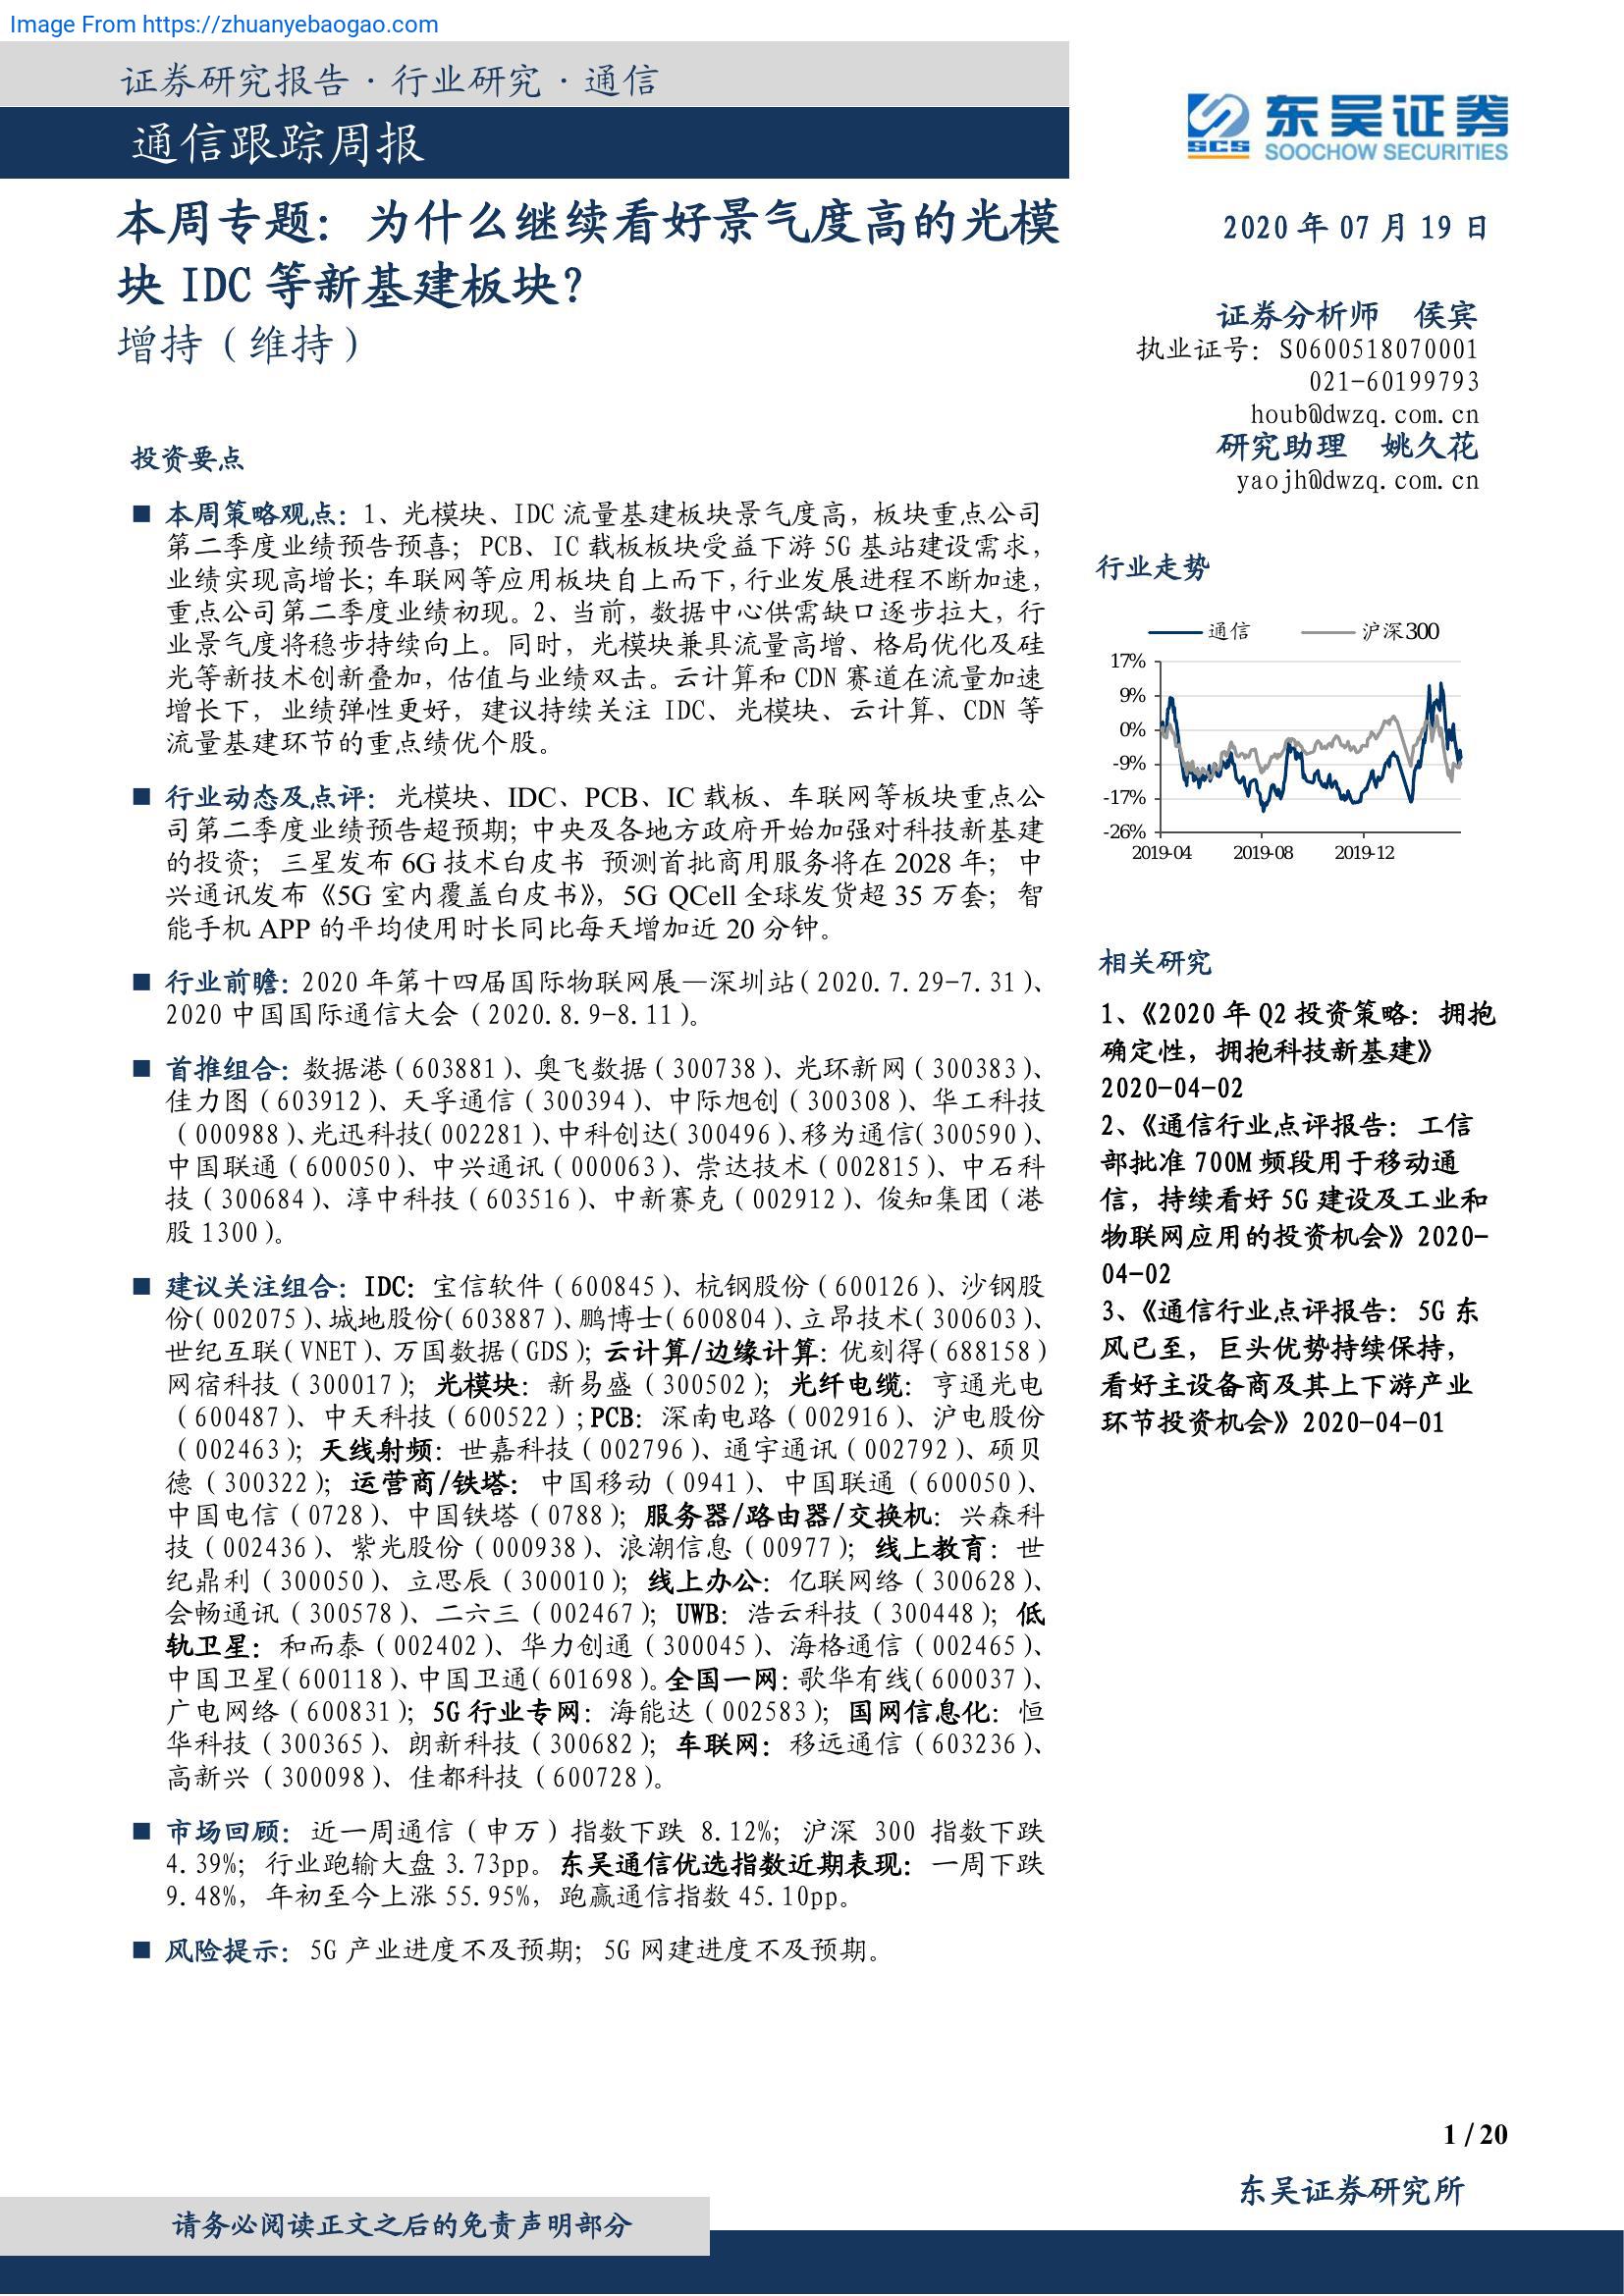 Image From https://zhuanyebaogao.com
证券研究报告·行业研究·通信
通信跟踪周报
本周专题：为什么继续看好景气度高的光模
块 IDC 等新基建板块？
增持（维持）
投资要点
■ 本周策略观点：1、光模块、IDC 流量基建板块景气度高，板块重点公司
第二季度业绩预告预喜；PCB、IC 载板板块受益下游 5G 基站建设需求，
业绩实现高增长；车联网等应用板块自上而下，行业发展进程不断加速，
重点公司第二季度业绩初现。2、当前，数据中心供需缺口逐步拉大，行
业景气度将稳步持续向上。同时，光模块兼具流量高增、格局优化及硅
光等新技术创新叠加，估值与业绩双击。云计算和 CDN 赛道在流量加速
增长下，业绩弹性更好，建议持续关注 IDC、光模块、云计算、CDN 等
流量基建环节的重点绩优个股。
■ 行业动态及点评：光模块、IDC、PCB、IC 载板、车联网等板块重点公
司第二季度业绩预告超预期；中央及各地方政府开始加强对科技新基建
的投资；三星发布 6G 技术白皮书 预测首批商用服务将在 2028 年；中
兴通讯发布《5G 室内覆盖白皮书》，5G QCell 全球发货超 35 万套；智
能手机 APP 的平均使用时长同比每天增加近 20 分钟。
■ 行业前瞻：2020 年第十四届国际物联网展—深圳站（2020.7.29-7.31）、
2020 中国国际通信大会（2020.8.9-8.11）。
■ 首推组合：数据港（603881）、奥飞数据（300738）、光环新网（300383）、
佳力图（603912）、天孚通信（300394）、中际旭创（300308）、华工科技
（000988）、光迅科技（002281）、中科创达（300496）、移为通信（300590）、
中国联通（600050）、中兴通讯（000063）、崇达技术（002815）、中石科
技（300684）、淳中科技（603516）、中新赛克（002912）、俊知集团（港
股 1300）。
■ 建议关注组合：IDC：宝信软件（600845）、杭钢股份（600126）、沙钢股
份（002075）、城地股份（603887）、鹏博士（600804）、立昂技术（300603）、
世纪互联（VNET）、万国数据（GDS）；云计算/边缘计算：优刻得（688158）
网宿科技（300017）；光模块：新易盛（300502）；光纤电缆：亨通光电
（600487）、中天科技（600522）；PCB：深南电路（002916）、沪电股份
（002463）；天线射频：世嘉科技（002796）、通宇通讯（002792）、硕贝
德（300322）；运营商/铁塔：中国移动（0941）、中国联通（600050）、
中国电信（0728）、中国铁塔（0788）；服务器/路由器/交换机：兴森科
技（002436）、紫光股份（000938）、浪潮信息（00977）；线上教育：世
纪鼎利（300050）、立思辰（300010）；线上办公：亿联网络（300628）、
会畅通讯（300578）、二六三（002467）；UWB：浩云科技（300448）；低
轨卫星：和而泰（002402）、华力创通（300045）、海格通信（002465）、
中国卫星（600118）、中国卫通（601698）。全国一网：歌华有线（600037）、
广电网络（600831）；5G 行业专网：海能达（002583）；国网信息化：恒
华科技（300365）、朗新科技（300682）；车联网：移远通信（603236）、
高新兴（300098）、佳都科技（600728）。
■ 市场回顾：近一周通信（申万）指数下跌 8.12%；沪深 300 指数下跌
4.39%；行业跑输大盘 3.73pp。东吴通信优选指数近期表现：一周下跌
9.48%，年初至今上涨 55.95%，跑赢通信指数 45.10pp。
■ 风险提示：5G 产业进度不及预期；5G 网建进度不及预期。
东吴证券
SCS SOOCHOW SECURITIES
2020 年 07 月 19 日
证券分析师 侯宾
执业证号：S0600518070001
021-60199793
houb@dwzq.com.cn
研究助理 姚久花
yaojh@dwzq.com.cn
行业走势
通信 沪深300
17%
9%
0%
-9%
-17%
-26%
2019-04 2019-08 2019-12
相关研究
1、《2020 年 Q2 投资策略：拥抱
确定性，拥抱科技新基建》
2020-04-02
2、《通信行业点评报告：工信
部批准 700M 频段用于移动通
信，持续看好 5G 建设及工业和
物联网应用的投资机会》2020-
04-02
3、《通信行业点评报告：5G 东
风已至，巨头优势持续保持，
看好主设备商及其上下游产业
环节投资机会》2020-04-01
1 / 20
东吴证券研究所
请务必阅读正文之后的免责声明部分